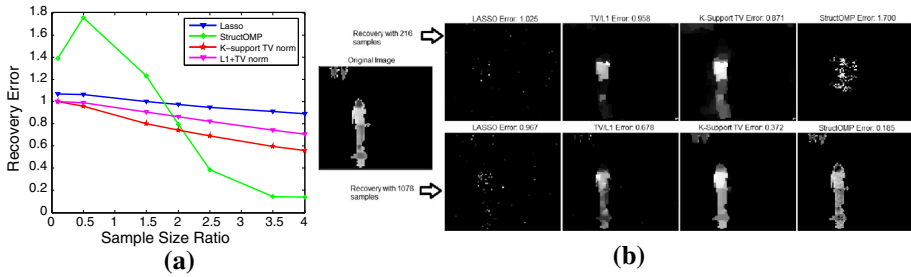 Recovery Error
1.8
1.6
1.4
1.2
1
0.8
0.6
0.4
0.2
0
0 0.5 1 1.5 2 2.5 3 3.5 4
Sample Size Ratio
Lasso
StructOMP
K-support TV norm
L1+TV norm
(a)
Recovery with 216
samples
Original Image
Recovery with 1078
samples
LASSO Error: 1.025
TV/L1 Error: 0.958
K-Support TV Error: 0.871
StructOMP Error: 1.700
LASSO Error: 0.967
TV/L1 Error: 0.678
K-Support TV Error: 0.372
StructOMP Error: 0.185
(b)